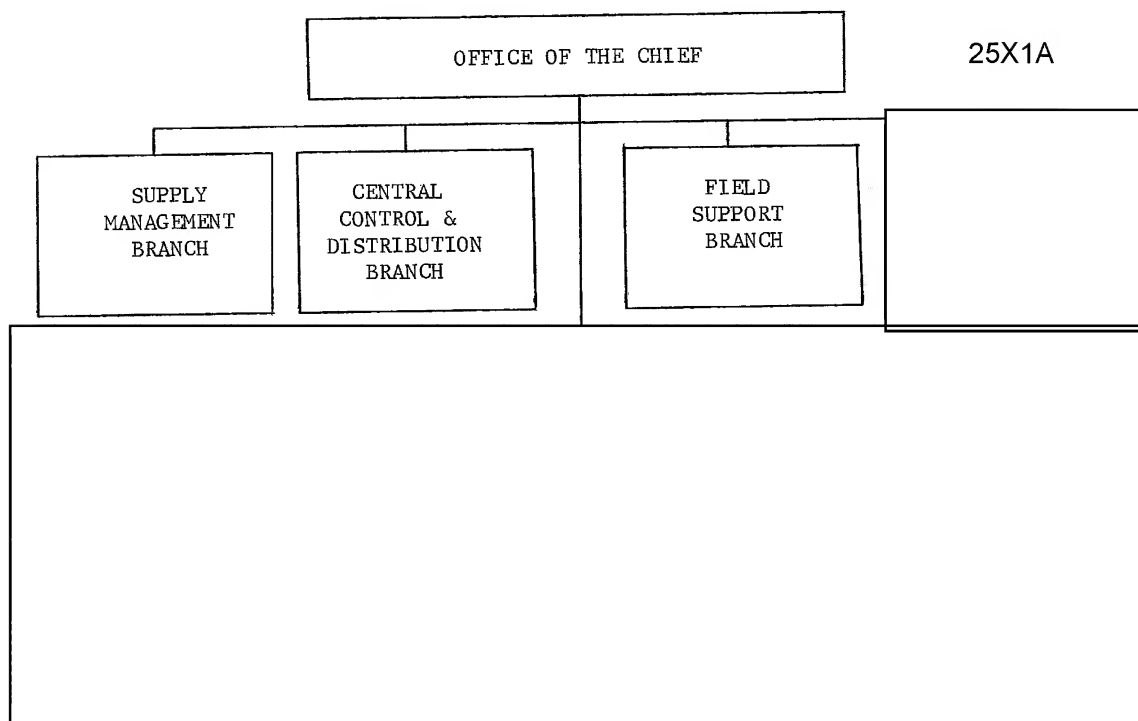 OFFICE OF THE CHIEF
25X1A
SUPPLY
MANAGEMENT
BRANCH
CENTRAL
CONTROL &
DISTRIBUTION
BRANCH
FIELD
SUPPORT
BRANCH